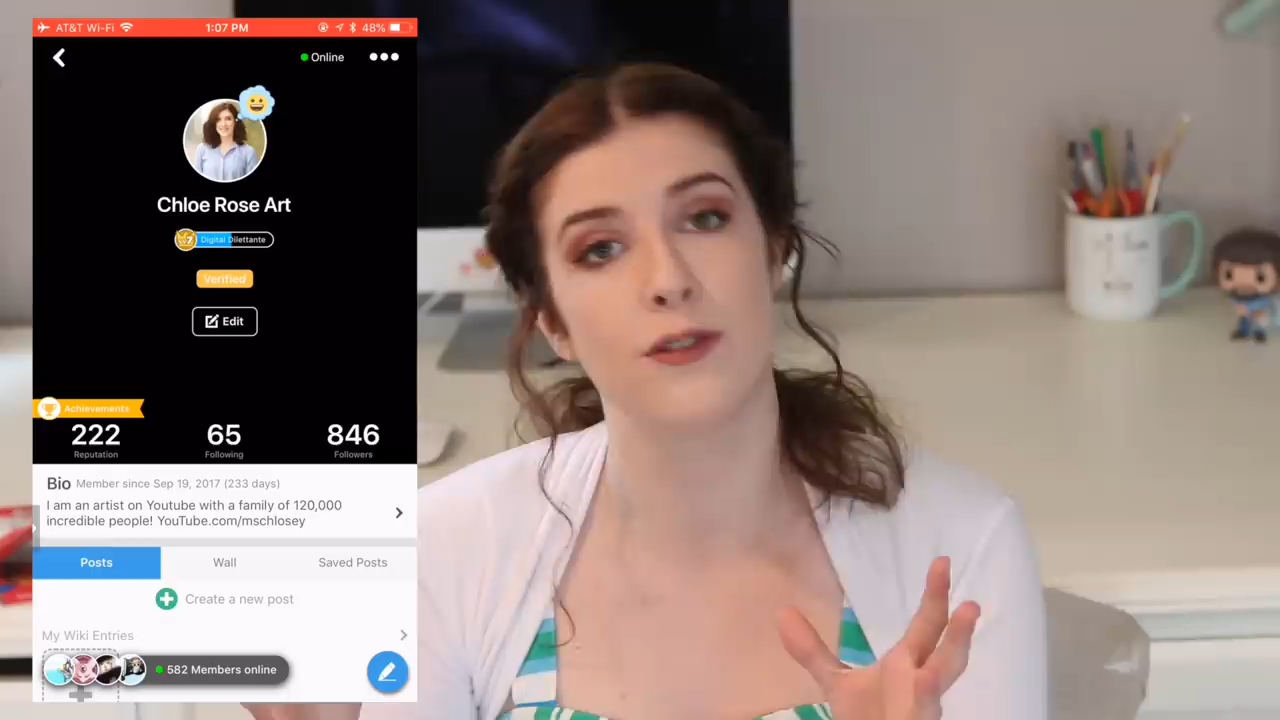 AT&T Wi-Fi 1:07 PM 48%
Online
Chloe Rose Art
7 Digital Dilettante
Verified
Edit
Achievements
222 65 846
Reputation Following Followers
Bio Member since Sep 19, 2017 (233 days)
I am an artist on Youtube with a family of 120,000
incredible people! YouTube.com/mschlosey
Posts Wall Saved Posts
Create a new post
My Wiki Entries
582 Members online